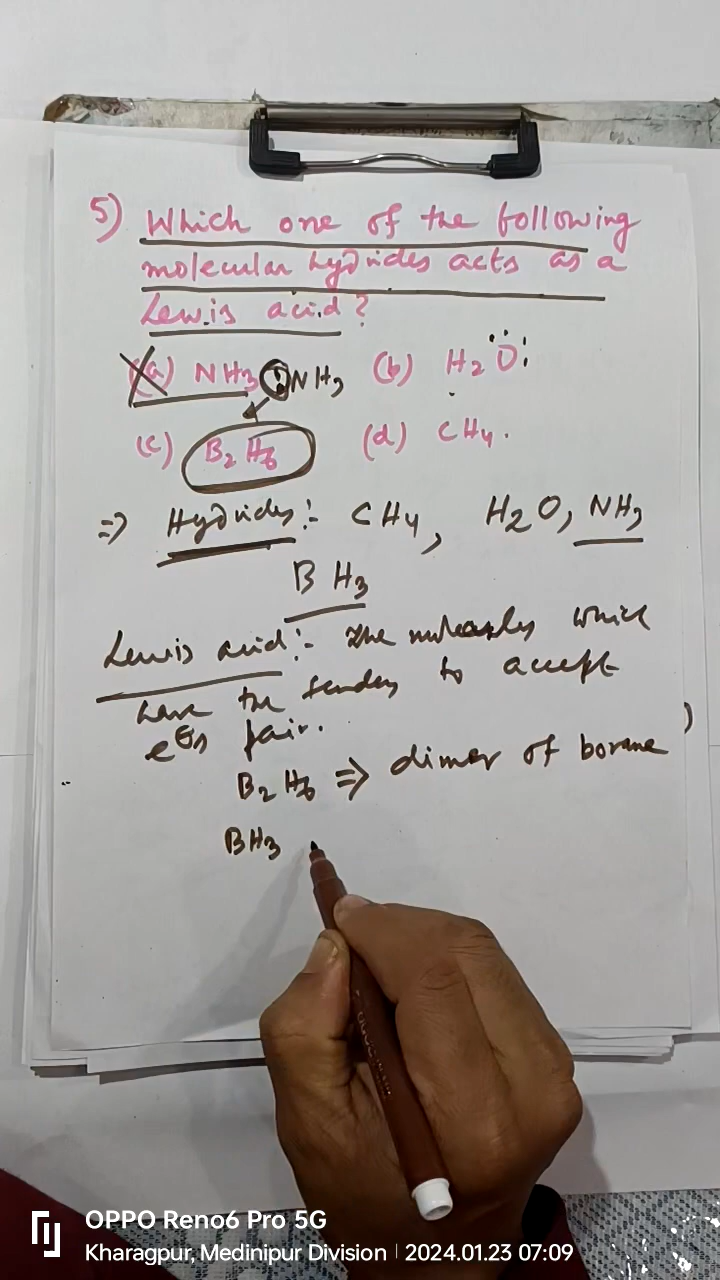 5) Which one of the following
molecular hydrides acts as a
Lewis acid?
(a) NH3 :NH3 (b) H2O
(c) B2H6 (d) CH4.
=> Hydrides:- CH4, H2O, NH3
BH3
Lewis acid:- The molecules which
have the tendency to accept
e⊖s pair.
B2H6 => dimer of borane
BH3
OPPO Reno6 Pro 5G
Kharagpur, Medinipur Division | 2024.01.23 07:09